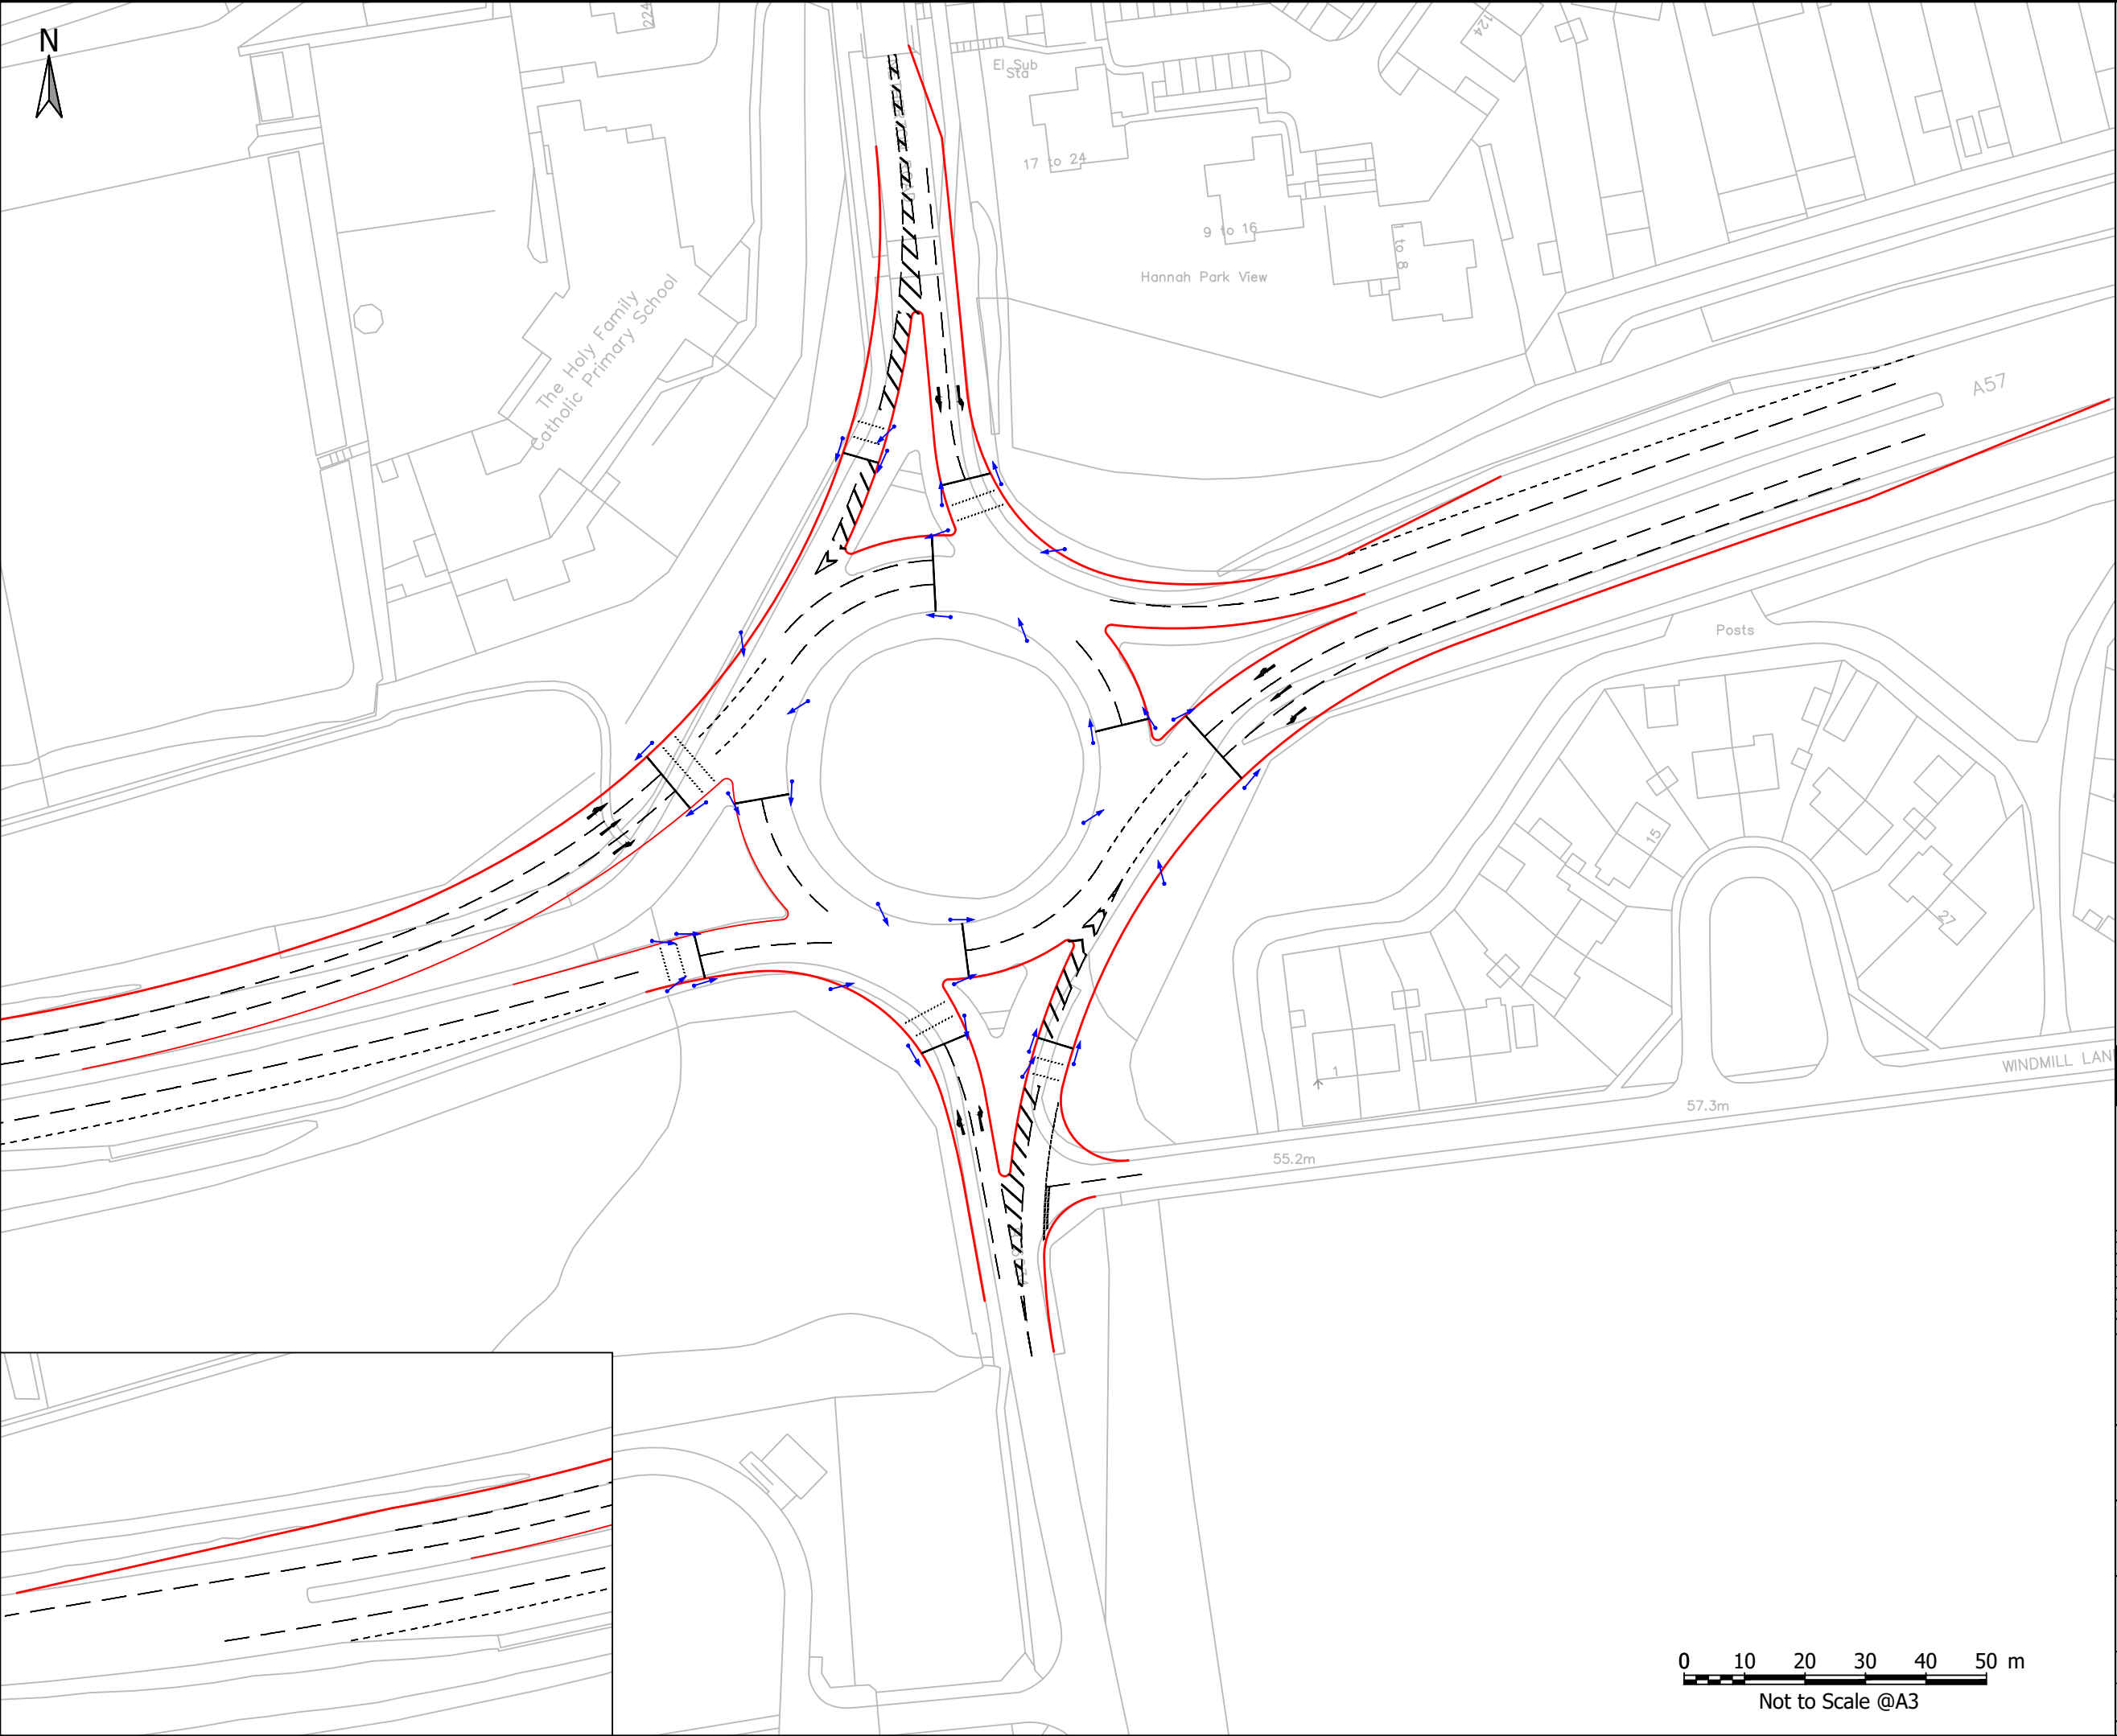 N
224
El Sub
Sta
124
17 to 24
9 to 16
1 to 8
Hannah Park View
The Holy Family
Catholic Primary School
A57
Posts
15
27
1
WINDMILL LAN
57.3m
55.2m
0 10 20 30 40 50 m
Not to Scale @A3